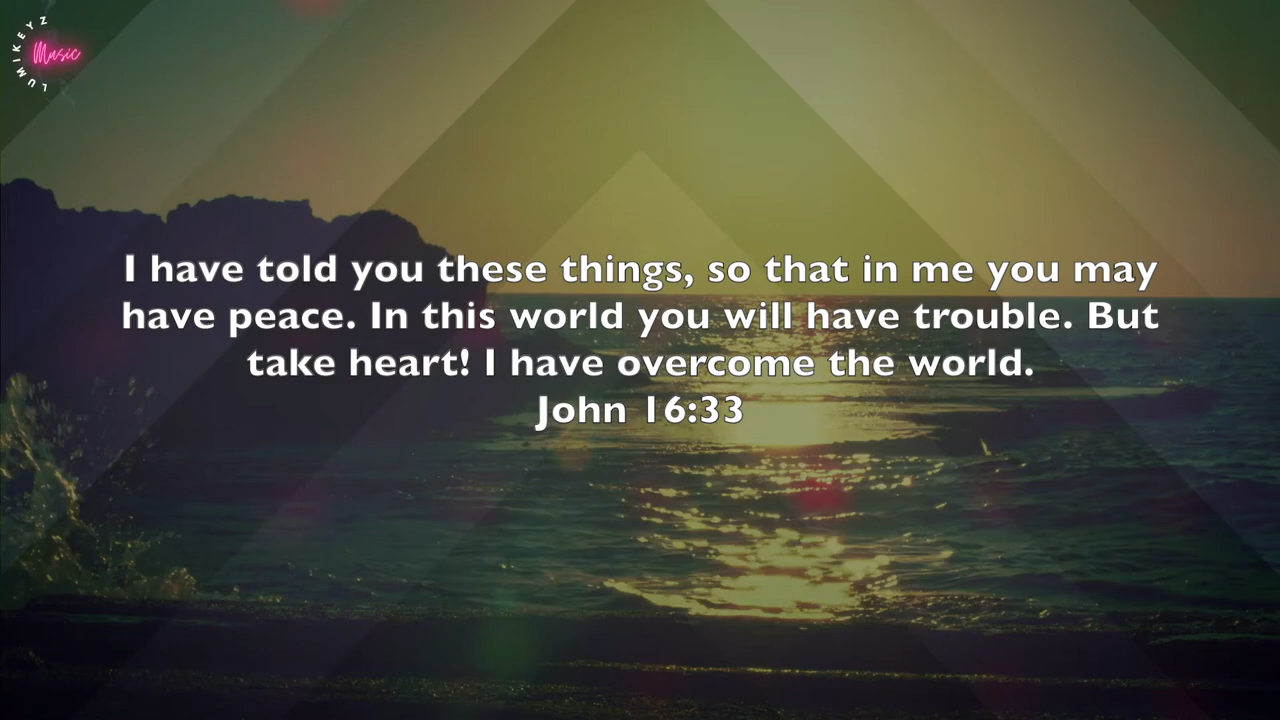 LUMIKEYZ
Music
I have told you these things, so that in me you may
have peace. In this world you will have trouble. But
take heart! I have overcome the world.
John 16:33